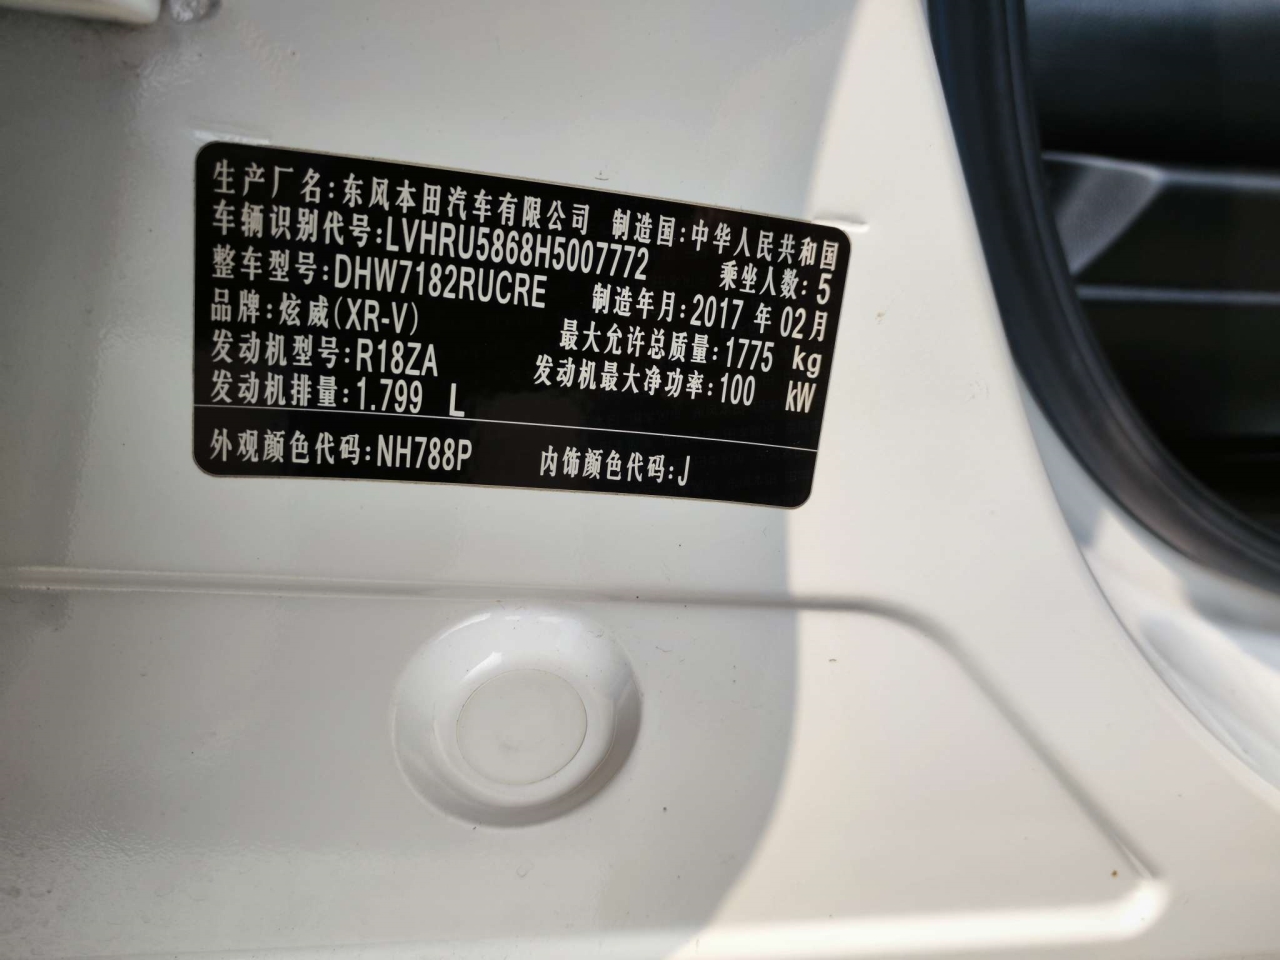 生产厂名:东风本田汽车有限公司 制造国:中华人民共和国
车辆识别代号:LVHRU5868H5007772 乘坐人数:5
整车型号:DHW7182RUCRE 制造年月:2017 年 02 月
品牌:炫威(XR-V) 最大允许总质量:1775 kg
发动机型号:R18ZA 发动机最大净功率:100 kW
发动机排量:1.799 L
外观颜色代码:NH788P 内饰颜色代码:J